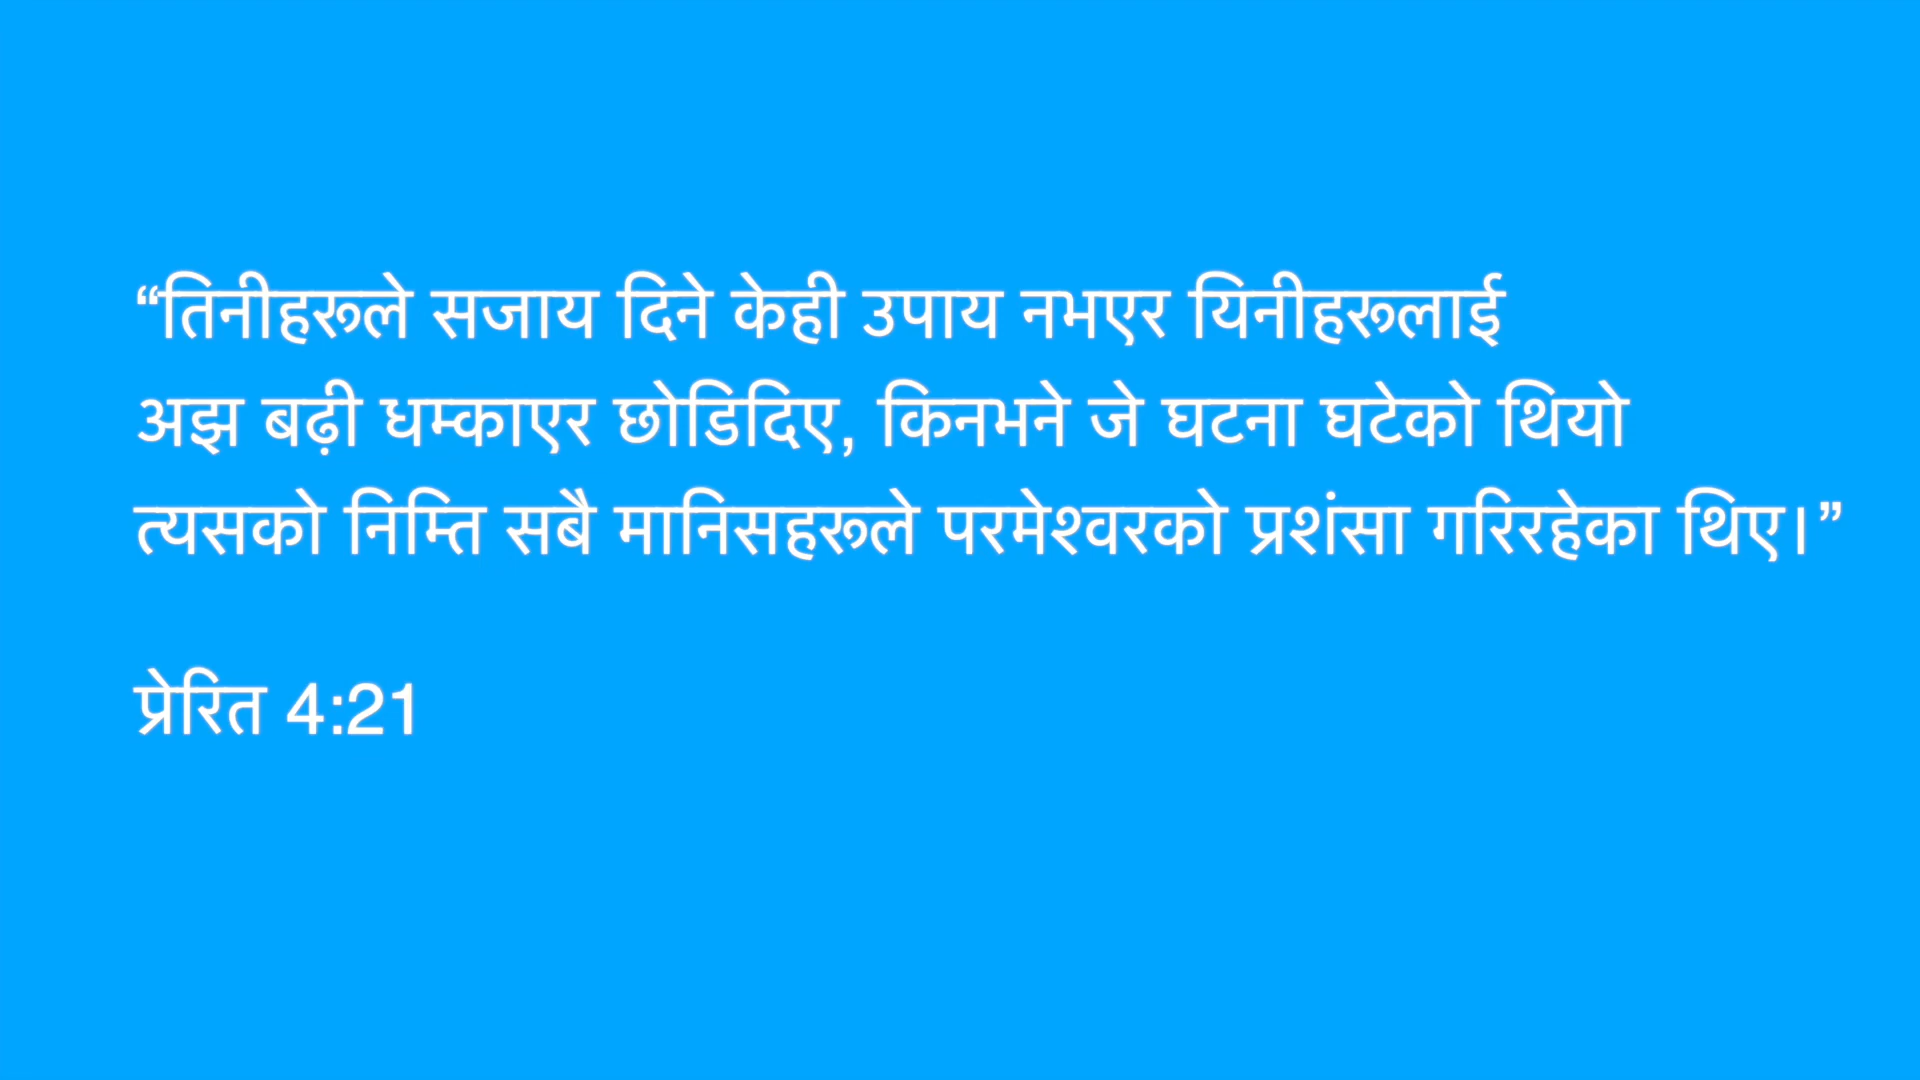 “तिनीहरूले सजाय दिने केही उपाय नभएर यिनीहरूलाई
अझ बढ़ी धम्काएर छोडिदिए, किनभने जे घटना घटेको थियो
त्यसको निम्ति सबै मानिसहरूले परमेश्वरको प्रशंसा गरिरहेका थिए।”
प्रेरित 4:21